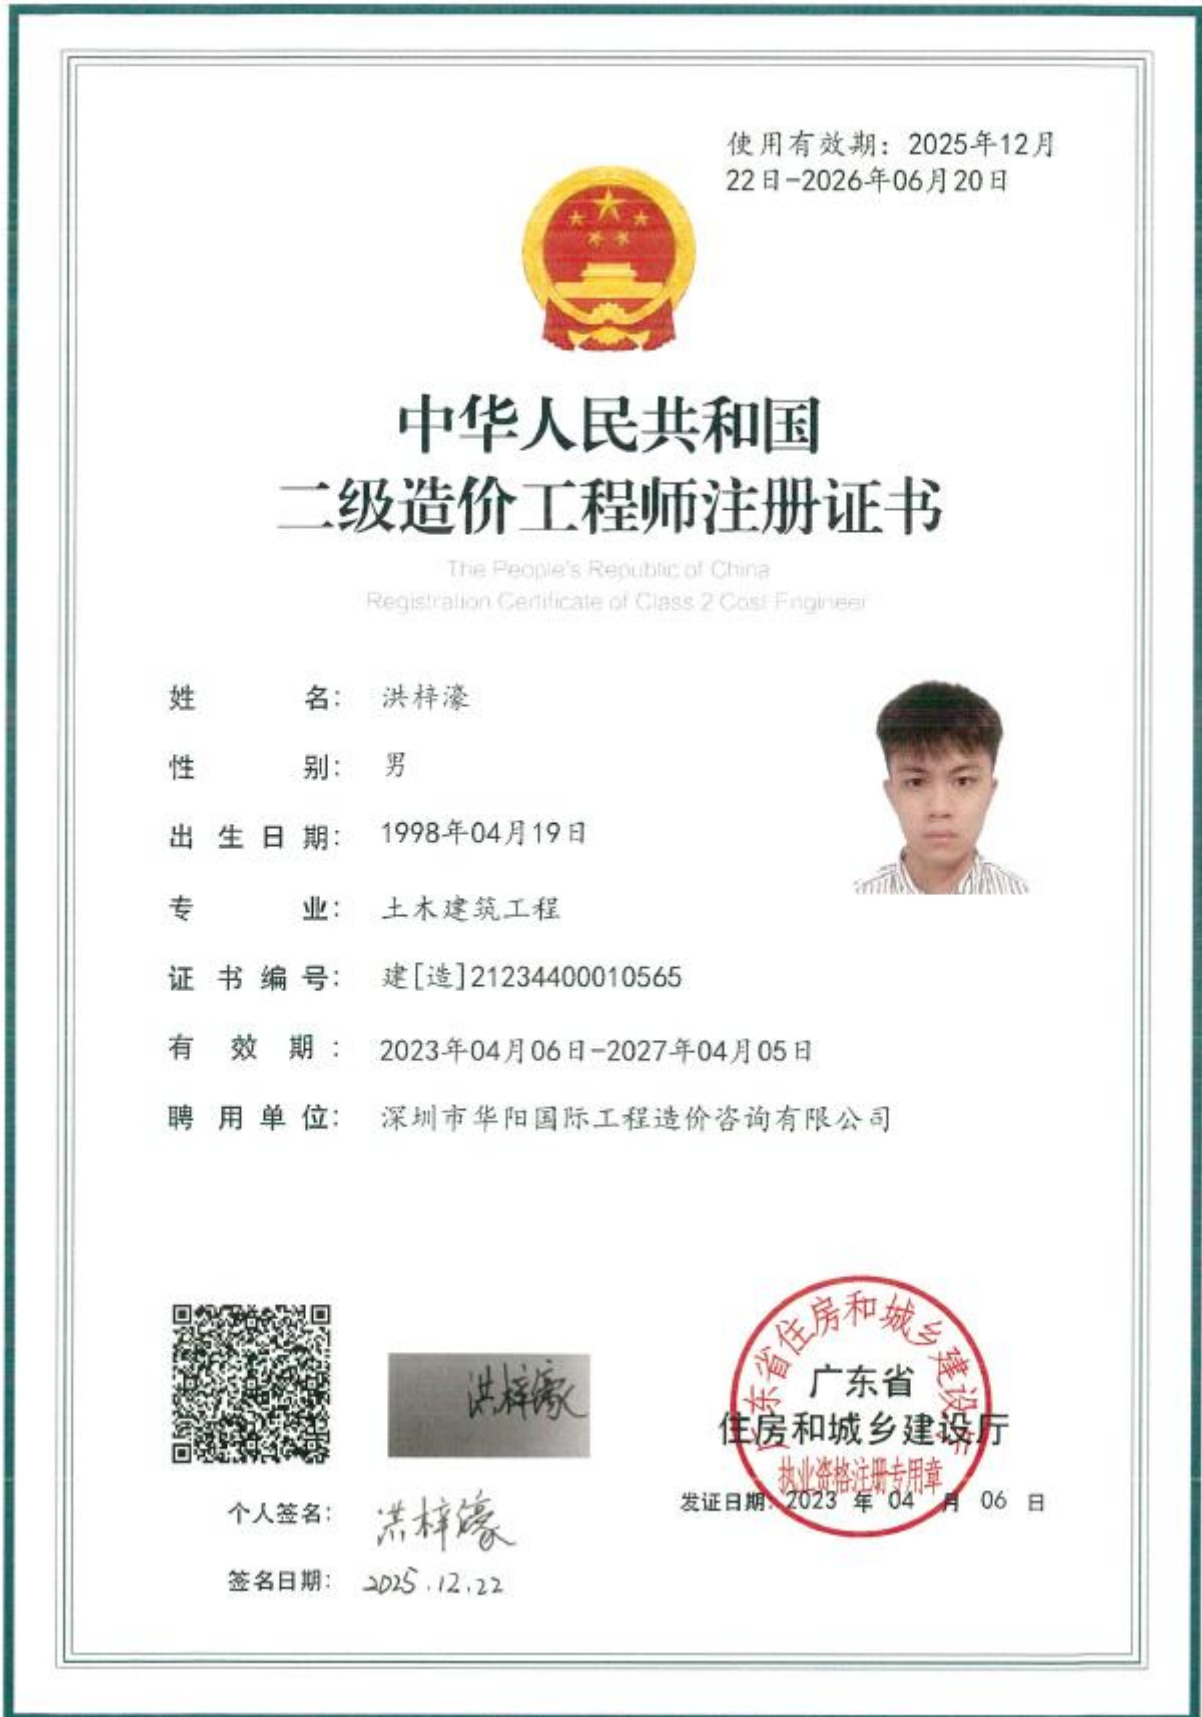 使用有效期：2025年12月
22日-2026年06月20日
中华人民共和国
二级造价工程师注册证书
The People's Republic of China
Registration Certificate of Class 2 Cost Engineer
姓名：洪梓濠
性别：男
出生日期：1998年04月19日
专业：土木建筑工程
证书编号：建[造]21234400010565
有效期：2023年04月06日-2027年04月05日
聘用单位：深圳市华阳国际工程造价咨询有限公司
洪梓濠
个人签名：洪梓濠
签名日期：2025.12.22
广东省住房和城乡建设厅
广东省
住房和城乡建设厅
执业资格注册专用章
发证日期：2023年04月06日